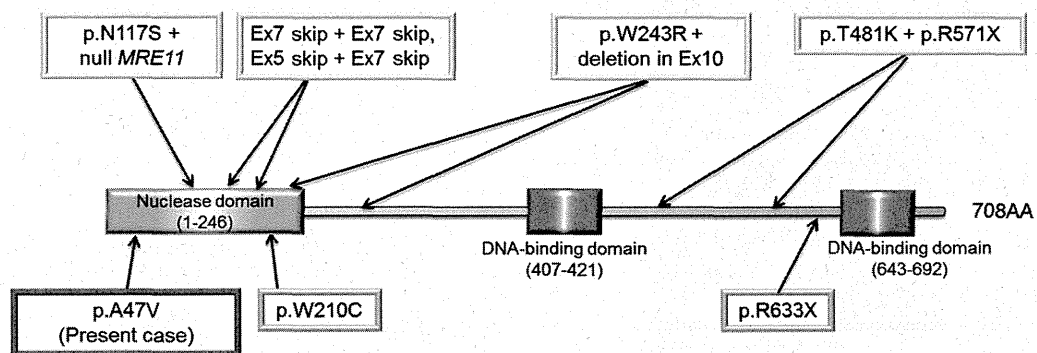 p.N117S +
null MRE11
Ex7 skip + Ex7 skip,
Ex5 skip + Ex7 skip
p.W243R +
deletion in Ex10
p.T481K + p.R571X
Nuclease domain
(1-246)
708AA
DNA-binding domain
(407-421)
DNA-binding domain
(643-692)
p.A47V
(Present case)
p.W210C
p.R633X